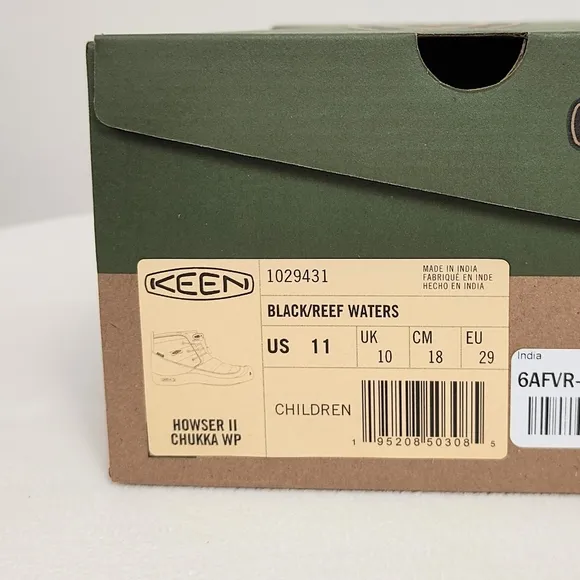 KEEN
1029431
MADE IN INDIA
FABRIQUÉ EN INDE
HECHO EN INDIA
BLACK/REEF WATERS
US 11
UK 10
CM 18
EU 29
HOWSER II
CHUKKA WP
CHILDREN
1 95208 50308 5
India
6AFVR-